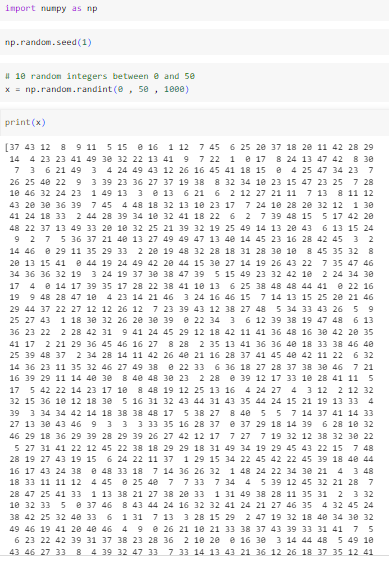 import numpy as np
np.random.seed(1)
# 10 random integers between 0 and 50
x = np.random.randint(0 , 50 , 1000)
print(x)
[37 43 12 8 9 11 5 15 0 16 1 12 7 45 6 25 20 37 18 20 11 42 28 29
14 4 23 23 41 49 30 32 22 13 41 9 7 22 1 0 17 8 24 13 47 42 8 30
7 3 6 21 49 3 4 24 49 43 12 26 16 45 41 18 15 0 4 25 47 34 23 7
26 25 40 22 9 3 39 23 36 27 37 19 38 8 32 34 10 23 15 47 23 25 7 28
10 46 32 24 23 1 49 13 3 0 13 6 21 6 2 12 27 21 11 7 13 8 11 12
43 20 30 36 39 7 45 4 48 18 32 13 10 23 17 7 24 10 28 20 32 12 1 30
41 24 18 33 2 44 28 39 34 10 32 41 18 22 6 2 7 39 48 15 5 17 42 20
48 22 37 13 49 33 20 10 32 25 21 39 32 19 25 49 14 13 20 43 6 13 15 24
9 2 7 5 36 37 21 40 13 27 49 49 47 13 40 14 45 23 16 28 42 45 3 2
14 46 0 29 11 35 29 33 2 20 19 48 32 28 18 31 28 30 10 8 45 35 32 8
20 13 15 41 0 44 19 24 49 42 20 44 15 30 27 14 19 26 43 22 7 35 47 46
34 36 36 32 19 3 24 19 37 30 38 47 39 5 15 49 23 32 42 10 2 24 34 30
17 4 0 14 17 39 35 17 28 22 38 41 10 13 6 25 38 48 48 44 41 0 22 16
19 9 48 28 47 10 4 23 14 21 46 3 24 16 46 15 7 14 13 15 25 20 21 46
29 44 37 22 27 12 12 26 12 7 23 39 43 12 38 27 48 5 34 33 43 26 5 9
25 27 43 1 18 30 32 26 20 30 39 0 22 34 3 6 12 39 38 19 47 48 6 13
36 23 22 2 28 42 31 9 41 24 45 29 12 18 42 11 41 36 48 16 30 42 20 35
41 17 2 21 29 36 45 46 16 27 8 28 2 35 13 41 36 36 40 18 33 38 46 40
25 39 48 37 2 34 28 14 11 42 26 40 21 16 28 37 41 45 40 42 11 22 6 32
14 36 23 11 35 32 46 27 49 38 0 22 33 6 36 18 27 28 37 38 30 46 7 21
16 39 29 11 14 40 30 8 40 48 30 23 2 28 0 39 12 17 33 10 28 41 11 5
17 5 42 22 14 23 17 10 8 48 19 12 25 13 16 4 24 27 4 3 12 2 12 32
32 15 36 10 12 18 30 5 16 31 32 43 44 31 43 35 44 24 15 21 19 13 33 4
39 3 34 34 42 14 18 38 38 48 17 5 38 27 8 40 5 5 7 14 37 41 14 33
27 13 30 43 46 9 3 3 3 33 35 16 28 37 0 37 29 18 14 39 6 28 10 32
46 29 18 36 29 39 28 29 39 26 27 42 12 17 7 27 7 19 32 12 38 32 30 22
5 27 31 41 22 12 45 22 38 18 29 29 18 31 49 34 19 29 45 43 22 15 7 48
28 19 27 43 19 15 6 24 22 11 37 1 29 15 34 22 45 42 22 45 39 18 40 44
16 17 43 24 38 0 48 33 18 7 14 36 26 32 1 48 24 22 34 30 21 4 3 48
18 33 11 11 12 4 45 0 25 40 7 7 33 7 34 4 5 39 12 45 32 21 28 7
28 47 25 41 33 1 13 38 21 27 38 20 33 1 31 49 38 28 11 35 31 2 3 32
10 32 33 5 0 37 46 8 43 44 24 16 32 32 41 24 21 27 46 35 4 32 45 24
38 42 25 32 40 33 6 1 31 7 13 3 28 15 29 2 47 19 32 18 40 34 30 32
49 46 19 41 20 40 46 4 9 0 26 21 10 21 33 38 37 43 39 33 31 41 7 5
6 23 22 42 39 31 37 38 23 28 36 2 10 20 0 16 30 3 14 44 48 5 49 10
43 46 27 33 8 4 39 32 47 33 7 33 14 13 43 21 36 12 26 18 37 35 12 41